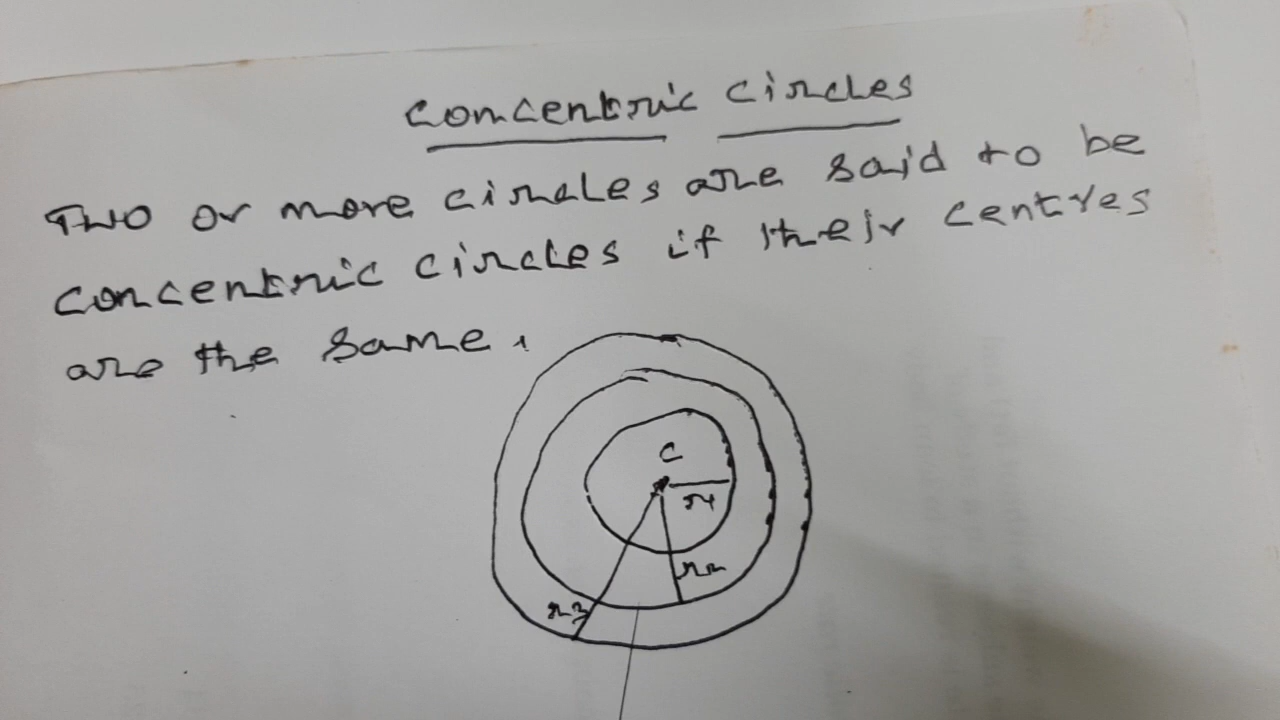 Concentric Circles
Two or more circles are said to be
concentric circles if their centres
are the same.
C
r1
r2
r3